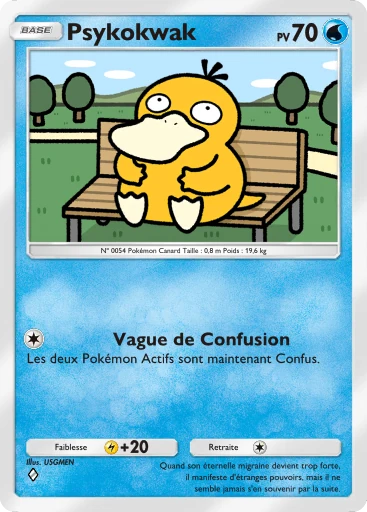 BASE Psykokwak PV 70
N° 0054 Pokémon Canard Taille : 0,8 m Poids : 19,6 kg
Vague de Confusion
Les deux Pokémon Actifs sont maintenant Confus.
Faiblesse +20 Retraite
Illus. USGMEN
Quand son éternelle migraine devient trop forte,
il manifeste d'étranges pouvoirs, mais il ne
semble jamais s'en souvenir par la suite.